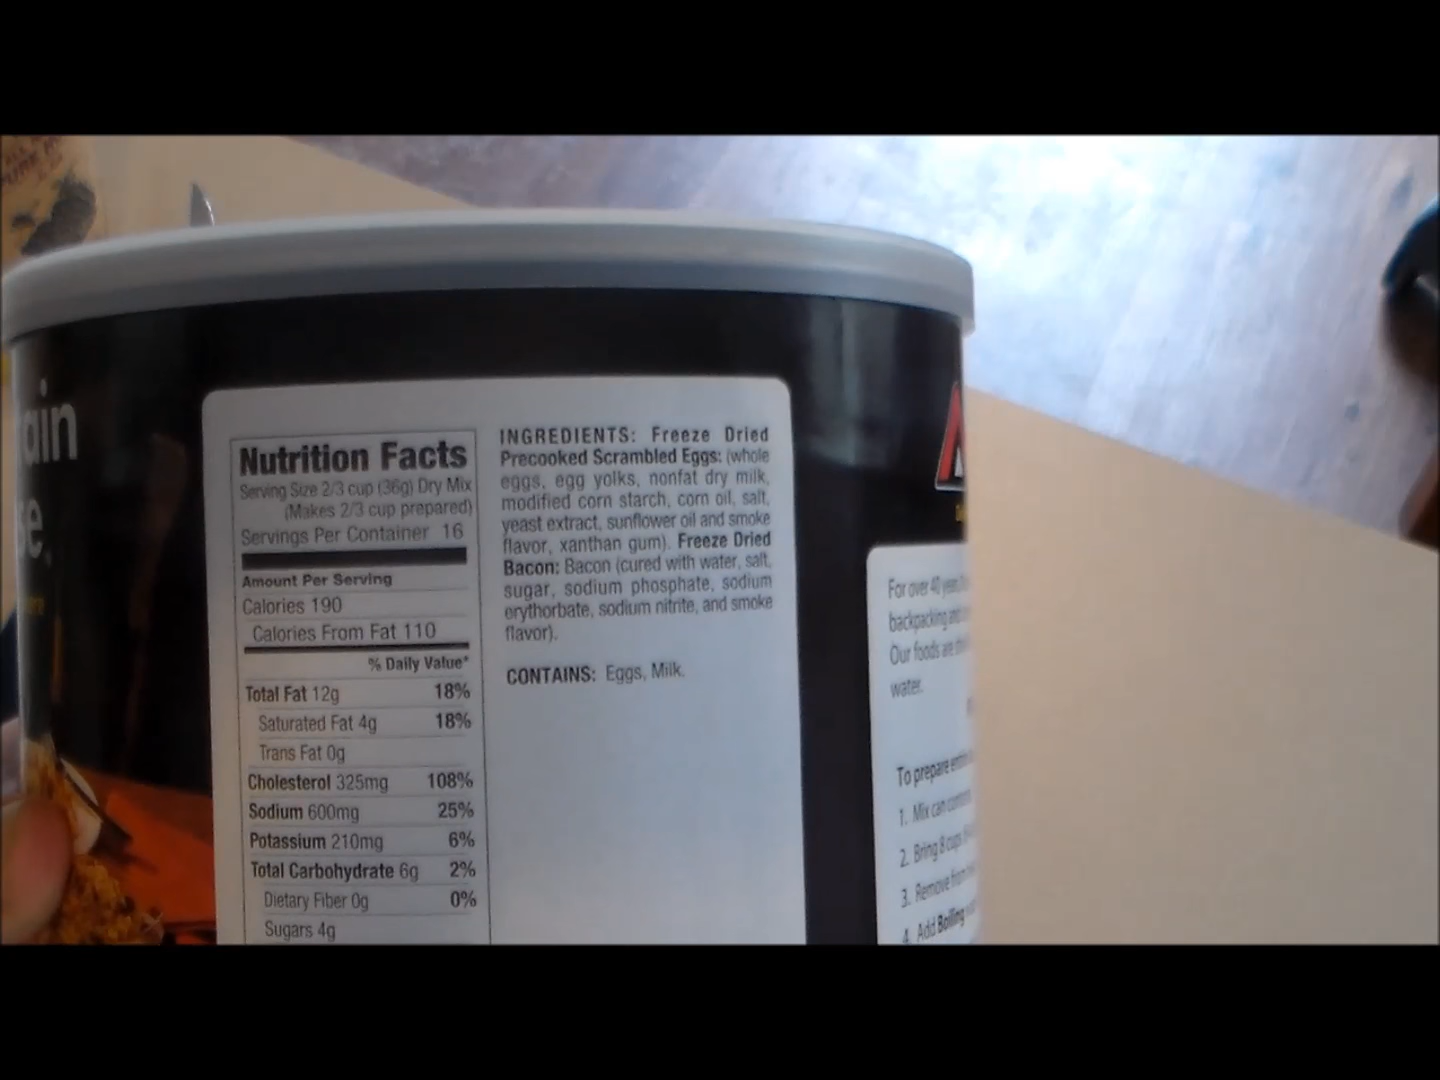 ain
e.
Nutrition Facts
Serving Size 2/3 cup (36g) Dry Mix
(Makes 2/3 cup prepared)
Servings Per Container 16
Amount Per Serving
Calories 190
Calories From Fat 110
% Daily Value*
Total Fat 12g 18%
Saturated Fat 4g 18%
Trans Fat 0g
Cholesterol 325mg 108%
Sodium 600mg 25%
Potassium 210mg 6%
Total Carbohydrate 6g 2%
Dietary Fiber 0g 0%
Sugars 4g
INGREDIENTS: Freeze Dried
Precooked Scrambled Eggs: (whole
eggs, egg yolks, nonfat dry milk,
modified corn starch, corn oil, salt,
yeast extract, sunflower oil and smoke
flavor, xanthan gum). Freeze Dried
Bacon: Bacon (cured with water, salt,
sugar, sodium phosphate, sodium
erythorbate, sodium nitrite, and smoke
flavor).
CONTAINS: Eggs, Milk.
For over 40 years
backpacking and
Our foods are
water.
To prepare
1. Mix can
2. Bring 8 cups
3. Remove
4. Add Boiling